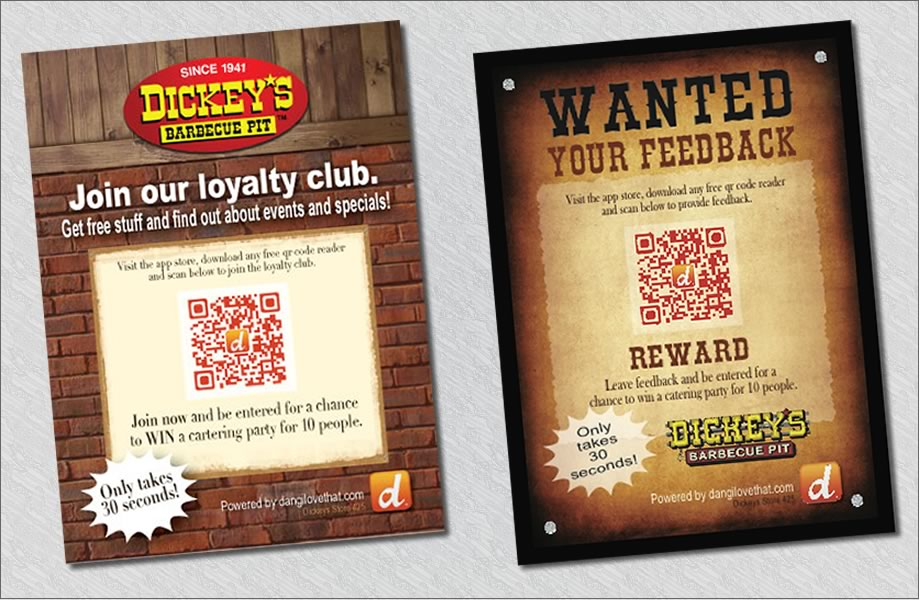 SINCE 1941
DICKEY'S
BARBECUE PIT
TM
Join our loyalty club.
Get free stuff and find out about events and specials!
Visit the app store, download any free qr code reader
and scan below to join the loyalty club.
d
Join now and be entered for a chance
to WIN a catering party for 10 people.
Only takes
30 seconds!
Powered by dangilovethat.com
d.
Dickeys Store 425
WANTED
YOUR FEEDBACK
Visit the app store, download any free qr code reader
and scan below to provide feedback.
d
REWARD
Leave feedback and be entered for a
chance to win a catering party for 10 people.
Only
takes
30
seconds!
DICKEY'S
BARBECUE PIT
Powered by dangilovethat.com
d.
Dickeys Store 425